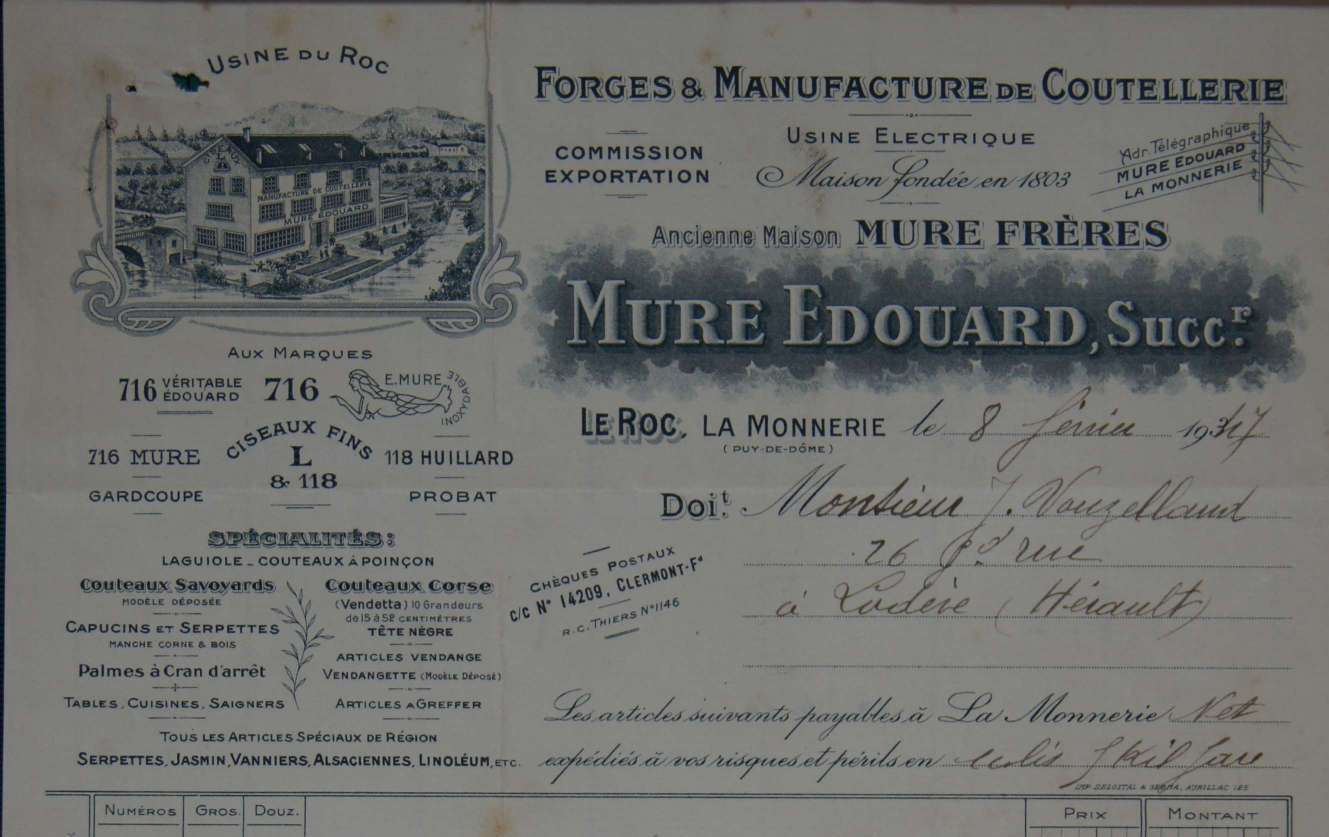 USINE DU ROC
MANUFACTURE DE COUTELLERIE
MURE EDOUARD
FORGES & MANUFACTURE DE COUTELLERIE
COMMISSION
EXPORTATION
USINE ELECTRIQUE
Maison fondée en 1803
Adr. Télégraphique
MURE EDOUARD
LA MONNERIE
Ancienne Maison MURE FRÈRES
MURE EDOUARD, Succr.
AUX MARQUES
716 VÉRITABLE ÉDOUARD
716
E. MURE
INOXYDABLE
716 MURE
CISEAUX FINS
L
& 118
118 HUILLARD
GARDCOUPE
PROBAT
LE ROC, LA MONNERIE le 8 février 1947
(PUY-DE-DÔME)
Doit. Monsieur J. Vouzelland
26 Gd rue
à Lodève (Hérault)
CHÈQUES POSTAUX
C/C N° 14209, CLERMONT-Fd
R.C. THIERS N° 1146
SPÉCIALITÉS:
LAGUIOLE _ COUTEAUX À POINÇON
Couteaux Savoyards
MODÈLE DÉPOSÉE
CAPUCINS ET SERPETTES
MANCHE CORNE & BOIS
Palmes à Cran d'arrêt
TABLES, CUISINES, SAIGNERS
Couteaux Corse
(Vendetta) 10 Grandeurs
de 15 à 52 CENTIMÈTRES
TÊTE NÈGRE
ARTICLES VENDANGE
VENDANGETTE (MODÈLE DÉPOSÉ)
ARTICLES A GREFFER
TOUS LES ARTICLES SPÉCIAUX DE RÉGION
SERPETTES, JASMIN, VANNIERS, ALSACIENNES, LINOLÉUM, ETC.
Les articles suivants payables à La Monnerie Net
expédiés à vos risques et périls en colis Gare
AURILLAC
NUMÉROS GROS. DOUZ. PRIX MONTANT